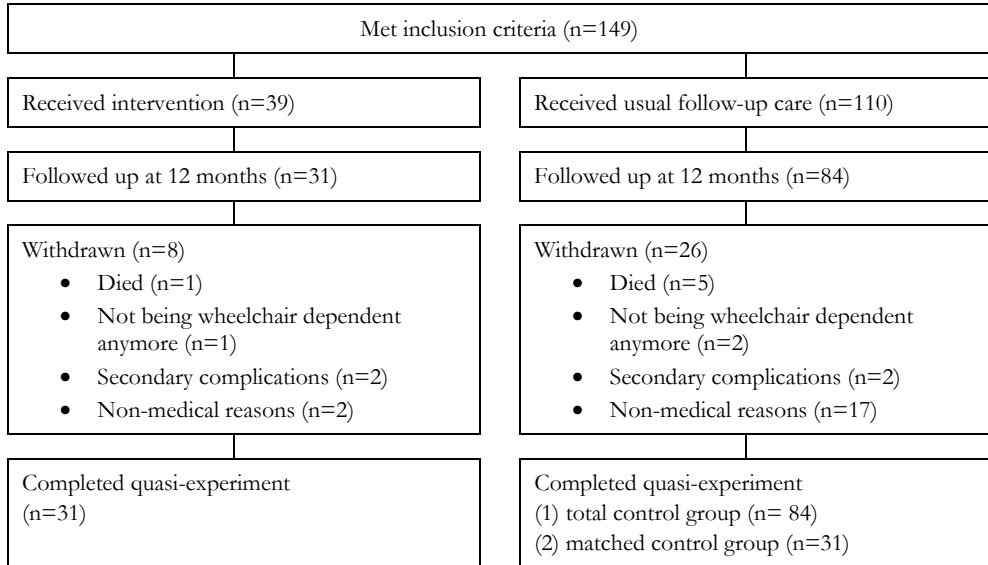 Met inclusion criteria (n=149)
Received intervention (n=39)
Received usual follow-up care (n=110)
Followed up at 12 months (n=31)
Followed up at 12 months (n=84)
Withdrawn (n=8)
• Died (n=1)
• Not being wheelchair dependent
anymore (n=1)
• Secondary complications (n=2)
• Non-medical reasons (n=2)
Withdrawn (n=26)
• Died (n=5)
• Not being wheelchair dependent
anymore (n=2)
• Secondary complications (n=2)
• Non-medical reasons (n=17)
Completed quasi-experiment
(n=31)
Completed quasi-experiment
(1) total control group (n= 84)
(2) matched control group (n=31)